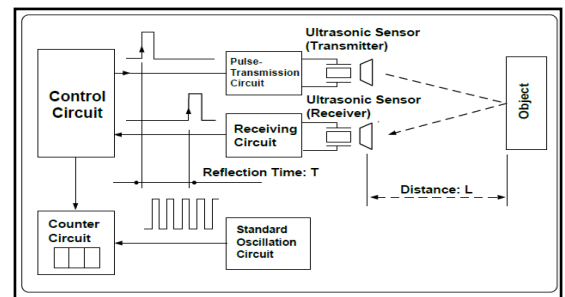 Ultrasonic Sensor
(Transmitter)
Pulse-
Transmission
Circuit
Control
Circuit
Object
Ultrasonic Sensor
(Receiver)
Receiving
Circuit
Reflection Time: T
Distance: L
Counter
Circuit
Standard
Oscillation
Circuit